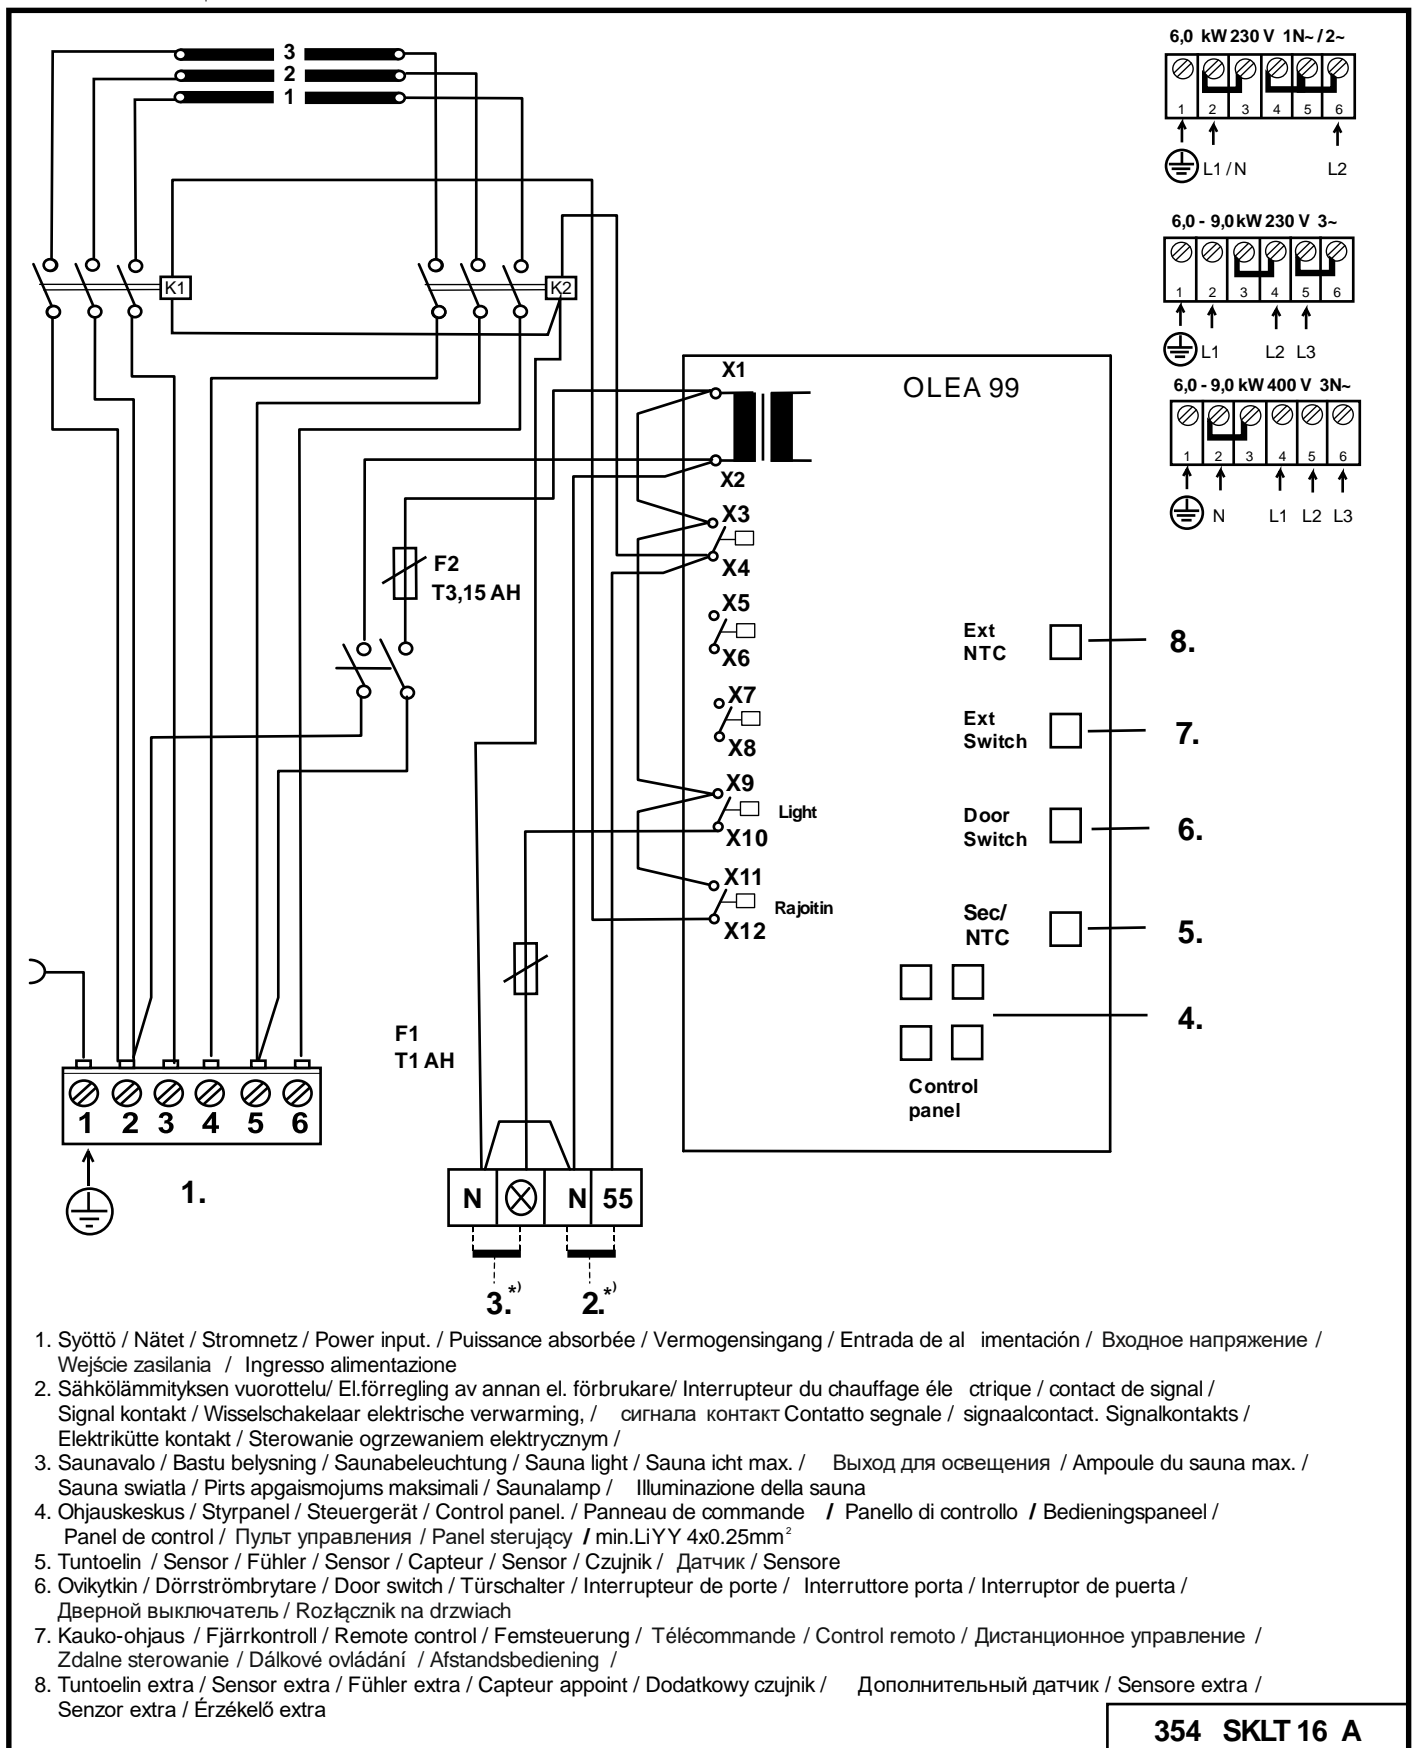 3
2
1
K1
K2
6,0 kW 230 V 1N~ / 2~
1 2 3 4 5 6
L1 / N L2
6,0 - 9,0 kW 230 V 3~
1 2 3 4 5 6
L1 L2 L3
6,0 - 9,0 kW 400 V 3N~
1 2 3 4 5 6
N L1 L2 L3
OLEA 99
X1
X2
X3
X4
X5
X6
X7
X8
X9
Light
X10
X11
Rajoitin
X12
F2
T3,15 AH
Ext
NTC
8.
Ext
Switch
7.
Door
Switch
6.
Sec/
NTC
5.
4.
Control
panel
F1
T1 AH
1 2 3 4 5 6
1.
N N 55
3.*) 2.*)
1. Syöttö / Nätet / Stromnetz / Power input. / Puissance absorbée / Vermogensingang / Entrada de al imentación / Входное напряжение /
Wejście zasilania / Ingresso alimentazione
2. Sähkölämmityksen vuorottelu/ El.förregling av annan el. förbrukare/ Interrupteur du chauffage éle ctrique / contact de signal /
Signal kontakt / Wisselschakelaar elektrische verwarming, / сигнала контакт Contatto segnale / signaalcontact. Signalkontakts /
Elektrikütte kontakt / Sterowanie ogrzewaniem elektrycznym /
3. Saunavalo / Bastu belysning / Saunabeleuchtung / Sauna light / Sauna icht max. / Выход для освещения / Ampoule du sauna max. /
Sauna swiatla / Pirts apgaismojums maksimali / Saunalamp / Illuminazione della sauna
4. Ohjauskeskus / Styrpanel / Steuergerät / Control panel. / Panneau de commande / Panello di controllo / Bedieningspaneel /
Panel de control / Пульт управления / Panel sterujący / min.LiYY 4x0.25mm²
5. Tuntoelin / Sensor / Fühler / Sensor / Capteur / Sensor / Czujnik / Датчик / Sensore
6. Ovikytkin / Dörrströmbrytare / Door switch / Türschalter / Interrupteur de porte / Interruttore porta / Interruptor de puerta /
Дверной выключатель / Rozłącznik na drzwiach
7. Kauko-ohjaus / Fjärrkontroll / Remote control / Femsteuerung / Télécommande / Control remoto / Дистанционное управление /
Zdalne sterowanie / Dálkové ovládání / Afstandsbediening /
8. Tuntoelin extra / Sensor extra / Fühler extra / Capteur appoint / Dodatkowy czujnik / Дополнительный датчик / Sensore extra /
Senzor extra / Érzékelő extra
354 SKLT 16 A